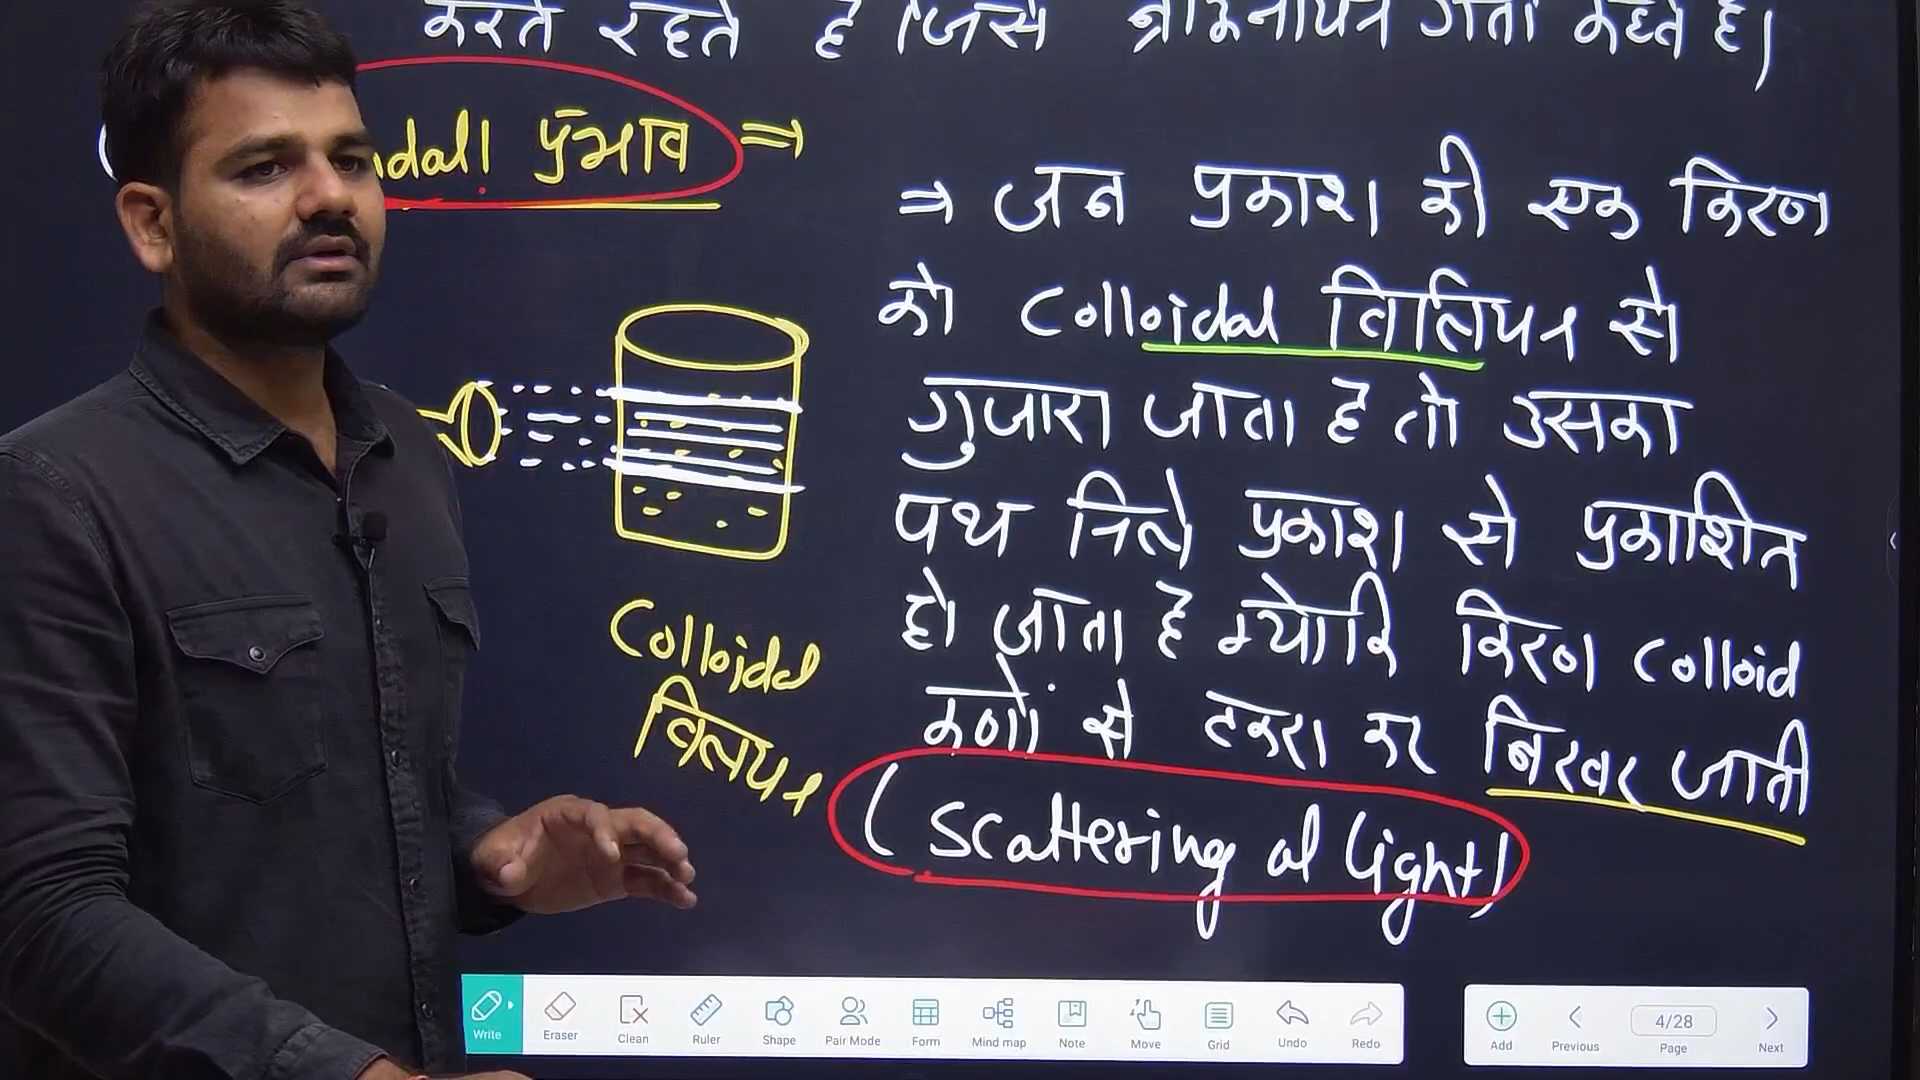 करते रहते है जिसे ब्राऊनीयन गती कहते है।
dall प्रभाव ⇒
⇒ जब प्रकाश की एक किरण
को Colloidal विलियन से
गुजारा जाता है तो उसका
पथ निले प्रकाश से प्रकाशित
हो जाता है क्योकि किरण Colloid
कणों से टकरा कर बिखर जाती
(Scattering of light)
Colloidal
विलयन
Write
Eraser
Clean
Ruler
Shape
Pair Mode
Form
Mind map
Note
Move
Grid
Undo
Redo
Add
Previous
4/28
Page
Next